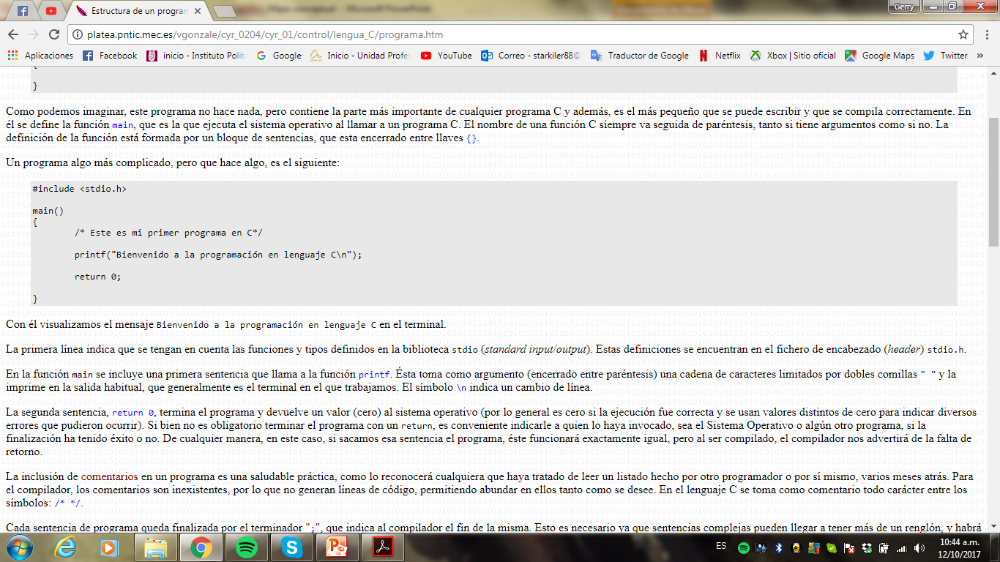 Gerry
Estructura de un program
platea.pntic.mec.es/vgonzale/cyr_0204/cyr_01/control/lengua_C/programa.htm
Aplicaciones Facebook inicio - Instituto Polit Google Inicio - Unidad Profes YouTube Correo - starkiler88@ Traductor de Google Netflix Xbox | Sitio oficial Google Maps Twitter »
}
Como podemos imaginar, este programa no hace nada, pero contiene la parte más importante de cualquier programa C y además, es el más pequeño que se puede escribir y que se compila correctamente. En
él se define la función main, que es la que ejecuta el sistema operativo al llamar a un programa C. El nombre de una función C siempre va seguida de paréntesis, tanto si tiene argumentos como si no. La
definición de la función está formada por un bloque de sentencias, que esta encerrado entre llaves {}.
Un programa algo más complicado, pero que hace algo, es el siguiente:
#include <stdio.h>
main()
{
/* Este es mi primer programa en C*/
printf("Bienvenido a la programación en lenguaje C\n");
return 0;
}
Con él visualizamos el mensaje Bienvenido a la programación en lenguaje C en el terminal.
La primera línea indica que se tengan en cuenta las funciones y tipos definidos en la biblioteca stdio (standard input/output). Estas definiciones se encuentran en el fichero de encabezado (header) stdio.h.
En la función main se incluye una primera sentencia que llama a la función printf. Ésta toma como argumento (encerrado entre paréntesis) una cadena de caracteres limitados por dobles comillas " " y la
imprime en la salida habitual, que generalmente es el terminal en el que trabajamos. El símbolo \n indica un cambio de línea.
La segunda sentencia, return 0, termina el programa y devuelve un valor (cero) al sistema operativo (por lo general es cero si la ejecución fue correcta y se usan valores distintos de cero para indicar diversos
errores que pudieron ocurrir). Si bien no es obligatorio terminar el programa con un return, es conveniente indicarle a quien lo haya invocado, sea el Sistema Operativo o algún otro programa, si la
finalización ha tenido éxito o no. De cualquier manera, en este caso, si sacamos esa sentencia el programa, éste funcionará exactamente igual, pero al ser compilado, el compilador nos advertirá de la falta de
retorno.
La inclusión de comentarios en un programa es una saludable práctica, como lo reconocerá cualquiera que haya tratado de leer un listado hecho por otro programador o por sí mismo, varios meses atrás. Para
el compilador, los comentarios son inexistentes, por lo que no generan líneas de código, permitiendo abundar en ellos tanto como se desee. En el lenguaje C se toma como comentario todo carácter entre los
símbolos: /* */.
Cada sentencia de programa queda finalizada por el terminador ";", que indica al compilador el fin de la misma. Esto es necesario ya que sentencias complejas pueden llegar a tener más de un renglón, y habrá
ES
10:44 a.m.
12/10/2017